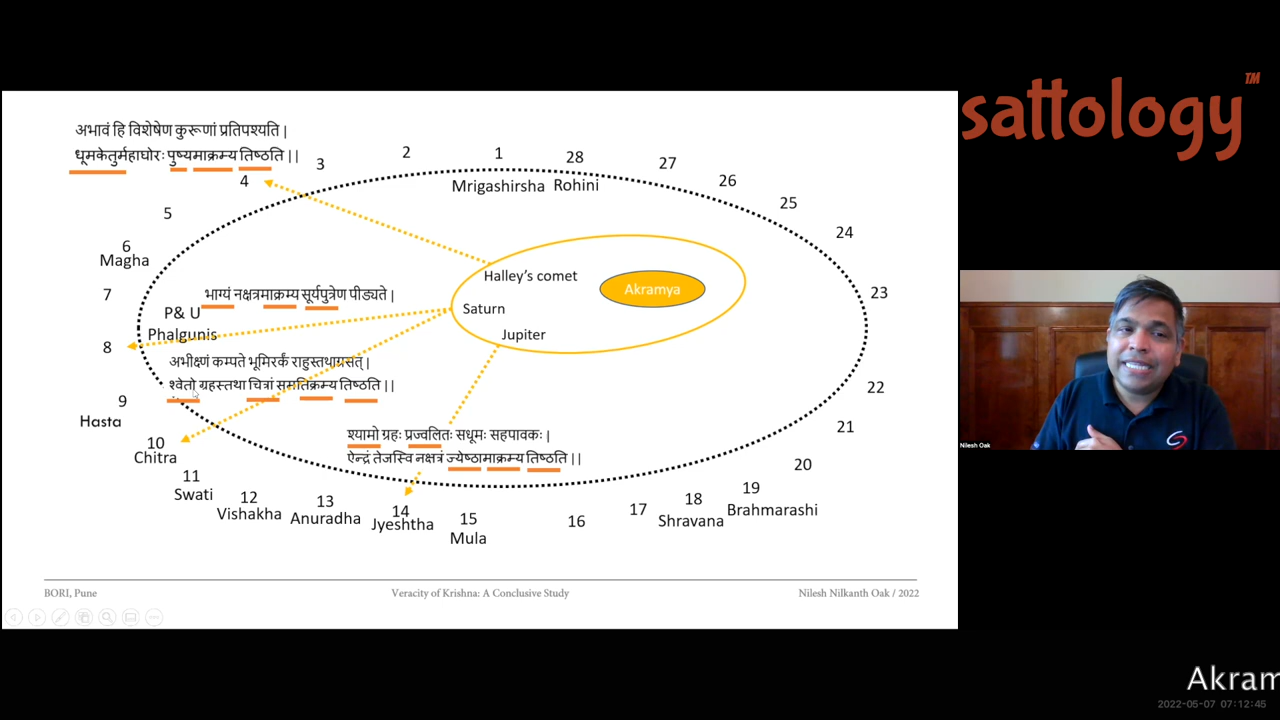 अभावं हि विशेषेण कुरूणां प्रतिपश्यति |
धूमकेतुर्महाघोरः पुष्यमाक्रम्य तिष्ठति ||
sattology™
4
3
2
1
Mrigashirsha
28
Rohini
27
26
25
24
5
6
Magha
Halley's comet
Akramya
7
भाग्यं नक्षत्रमाक्रम्य सूर्यपुत्रेण पीड्यते |
Saturn
23
P& U
Phalgunis
Jupiter
8
अभीक्ष्णं कम्पते भूमिरर्कं राहुस्तथाग्रसत् |
श्वेतो ग्रहस्तथा चित्रां समतिक्रम्य तिष्ठति ||
22
9
Hasta
21
10
Chitra
श्यामो ग्रहः प्रज्वलितः सधूमः सहपावकः |
ऐन्द्रं तेजस्वि नक्षत्रं ज्येष्ठामाक्रम्य तिष्ठति ||
Nilesh Oak
20
11
Swati
12
Vishakha
13
Anuradha
14
Jyeshtha
15
Mula
16
17
18
Shravana
19
Brahmarashi
BORI, Pune
Veracity of Krishna: A Conclusive Study
Nilesh Nilkanth Oak / 2022
Akram
2022-05-07 07:12:45